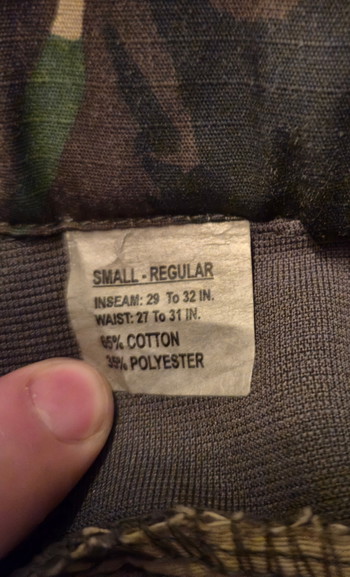 SMALL - REGULAR
INSEAM: 29 To 32 IN.
WAIST: 27 To 31 IN.
65% COTTON
35% POLYESTER